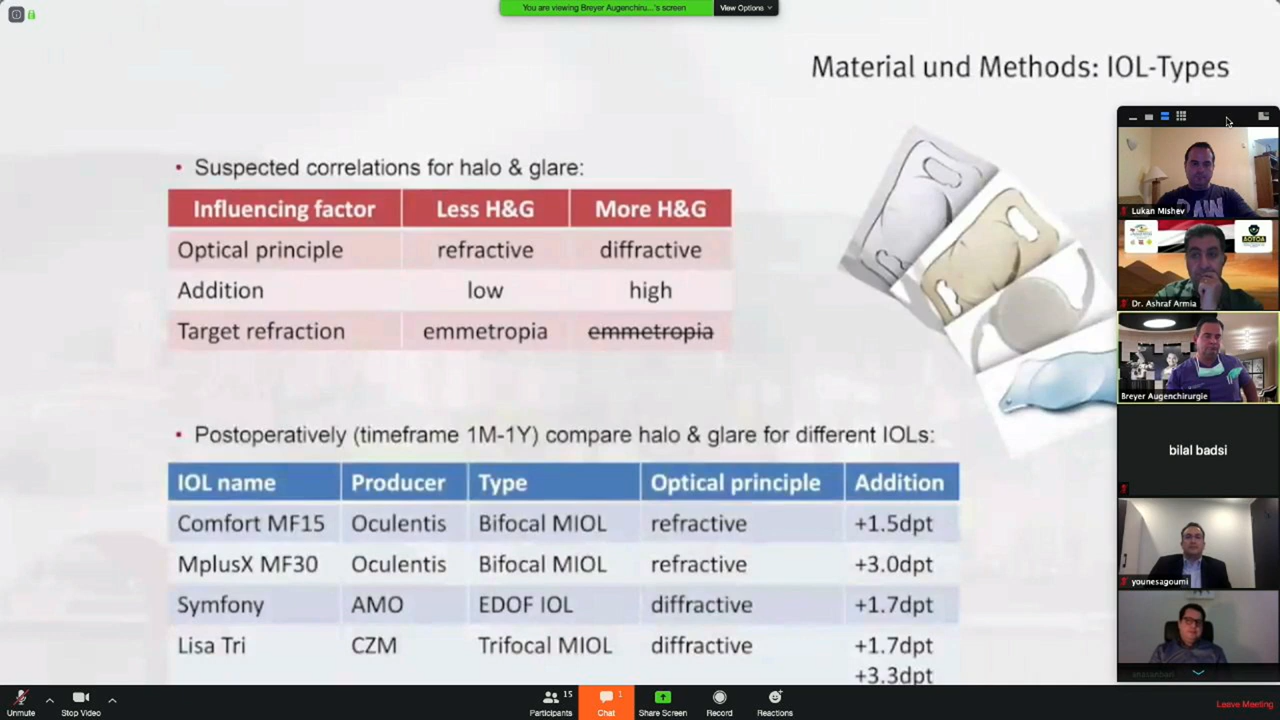 You are viewing Breyer Augenchiru...'s screen
View Options
Material und Methods: IOL-Types
• Suspected correlations for halo & glare:
Influencing factor Less H&G More H&G
Optical principle refractive diffractive
Addition low high
Target refraction emmetropia emmetropia
• Postoperatively (timeframe 1M-1Y) compare halo & glare for different IOLs:
IOL name Producer Type Optical principle Addition
Comfort MF15 Oculentis Bifocal MIOL refractive +1.5dpt
MplusX MF30 Oculentis Bifocal MIOL refractive +3.0dpt
Symfony AMO EDOF IOL diffractive +1.7dpt
Lisa Tri CZM Trifocal MIOL diffractive +1.7dpt
+3.3dpt
Lukan Mishev
Dr. Ashraf Armia
Breyer Augenchirurgie
bilal badsi
younesagoumi
Unmute
Stop Video
15
Participants
1
Chat
Share Screen
Record
Reactions
Leave Meeting